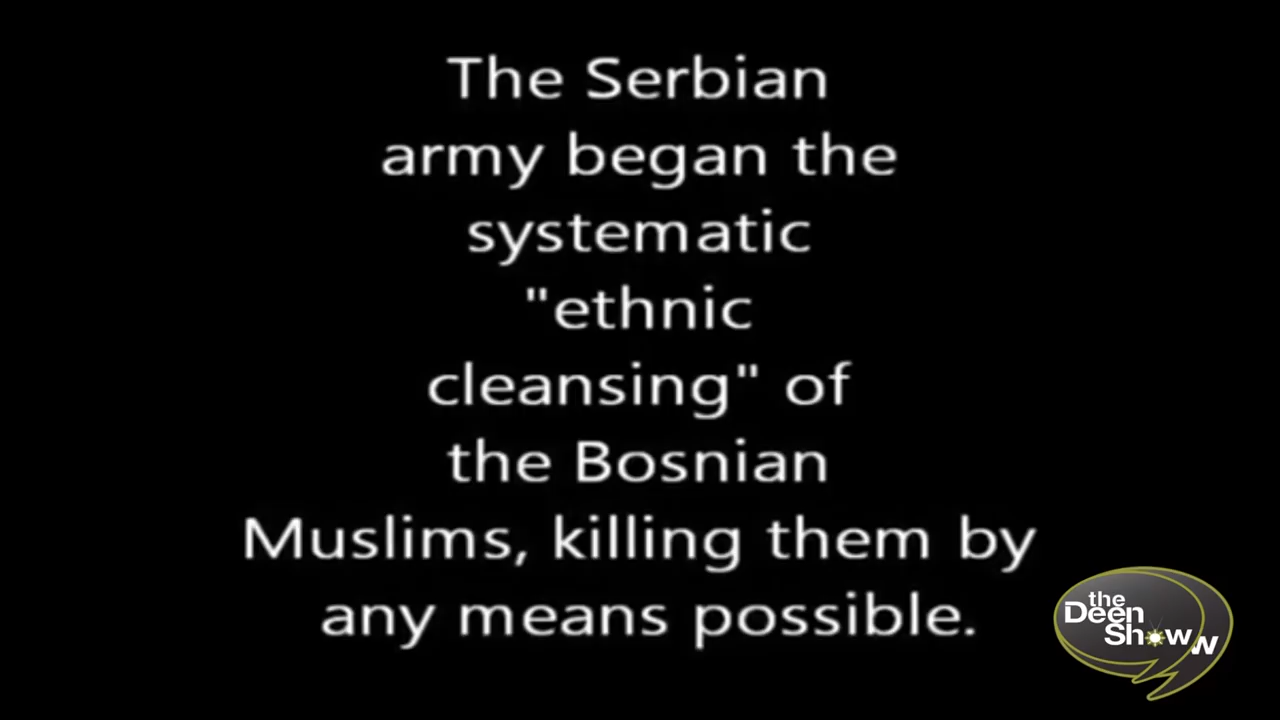 The Serbian
army began the
systematic
"ethnic
cleansing" of
the Bosnian
Muslims, killing them by
any means possible.
the
Deen
Show
w